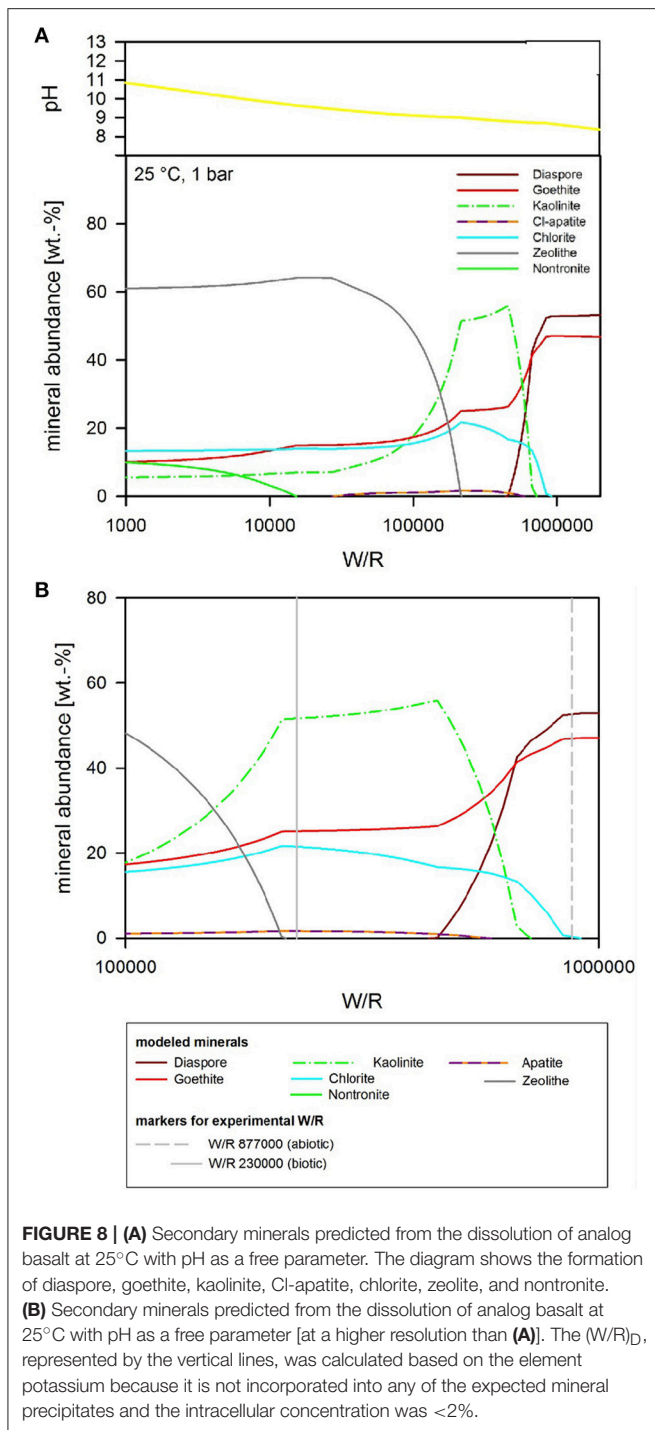 A
13
12
11
10
9
8
pH
25 °C, 1 bar
Diaspore
Goethite
Kaolinite
Cl-apatite
Chlorite
Zeolithe
Nontronite
80
60
40
20
0
mineral abundance [wt.-%]
1000 10000 100000 1000000
W/R
B
80
60
40
20
0
mineral abundance [wt.-%]
100000 1000000
W/R
modeled minerals
Diaspore Kaolinite Apatite
Goethite Chlorite Zeolithe
Nontronite
markers for experimental W/R
W/R 877000 (abiotic)
W/R 230000 (biotic)
FIGURE 8 | (A) Secondary minerals predicted from the dissolution of analog
basalt at 25°C with pH as a free parameter. The diagram shows the formation
of diaspore, goethite, kaolinite, Cl-apatite, chlorite, zeolite, and nontronite.
(B) Secondary minerals predicted from the dissolution of analog basalt at
25°C with pH as a free parameter [at a higher resolution than (A)]. The (W/R)D,
represented by the vertical lines, was calculated based on the element
potassium because it is not incorporated into any of the expected mineral
precipitates and the intracellular concentration was <2%.